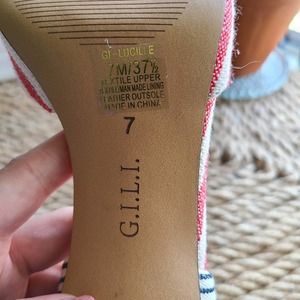 GI-LUCILLE
7M/37½
TEXTILE UPPER
MAN MADE LINING
LEATHER OUTSOLE
MADE IN CHINA
7
G.I.L.I.